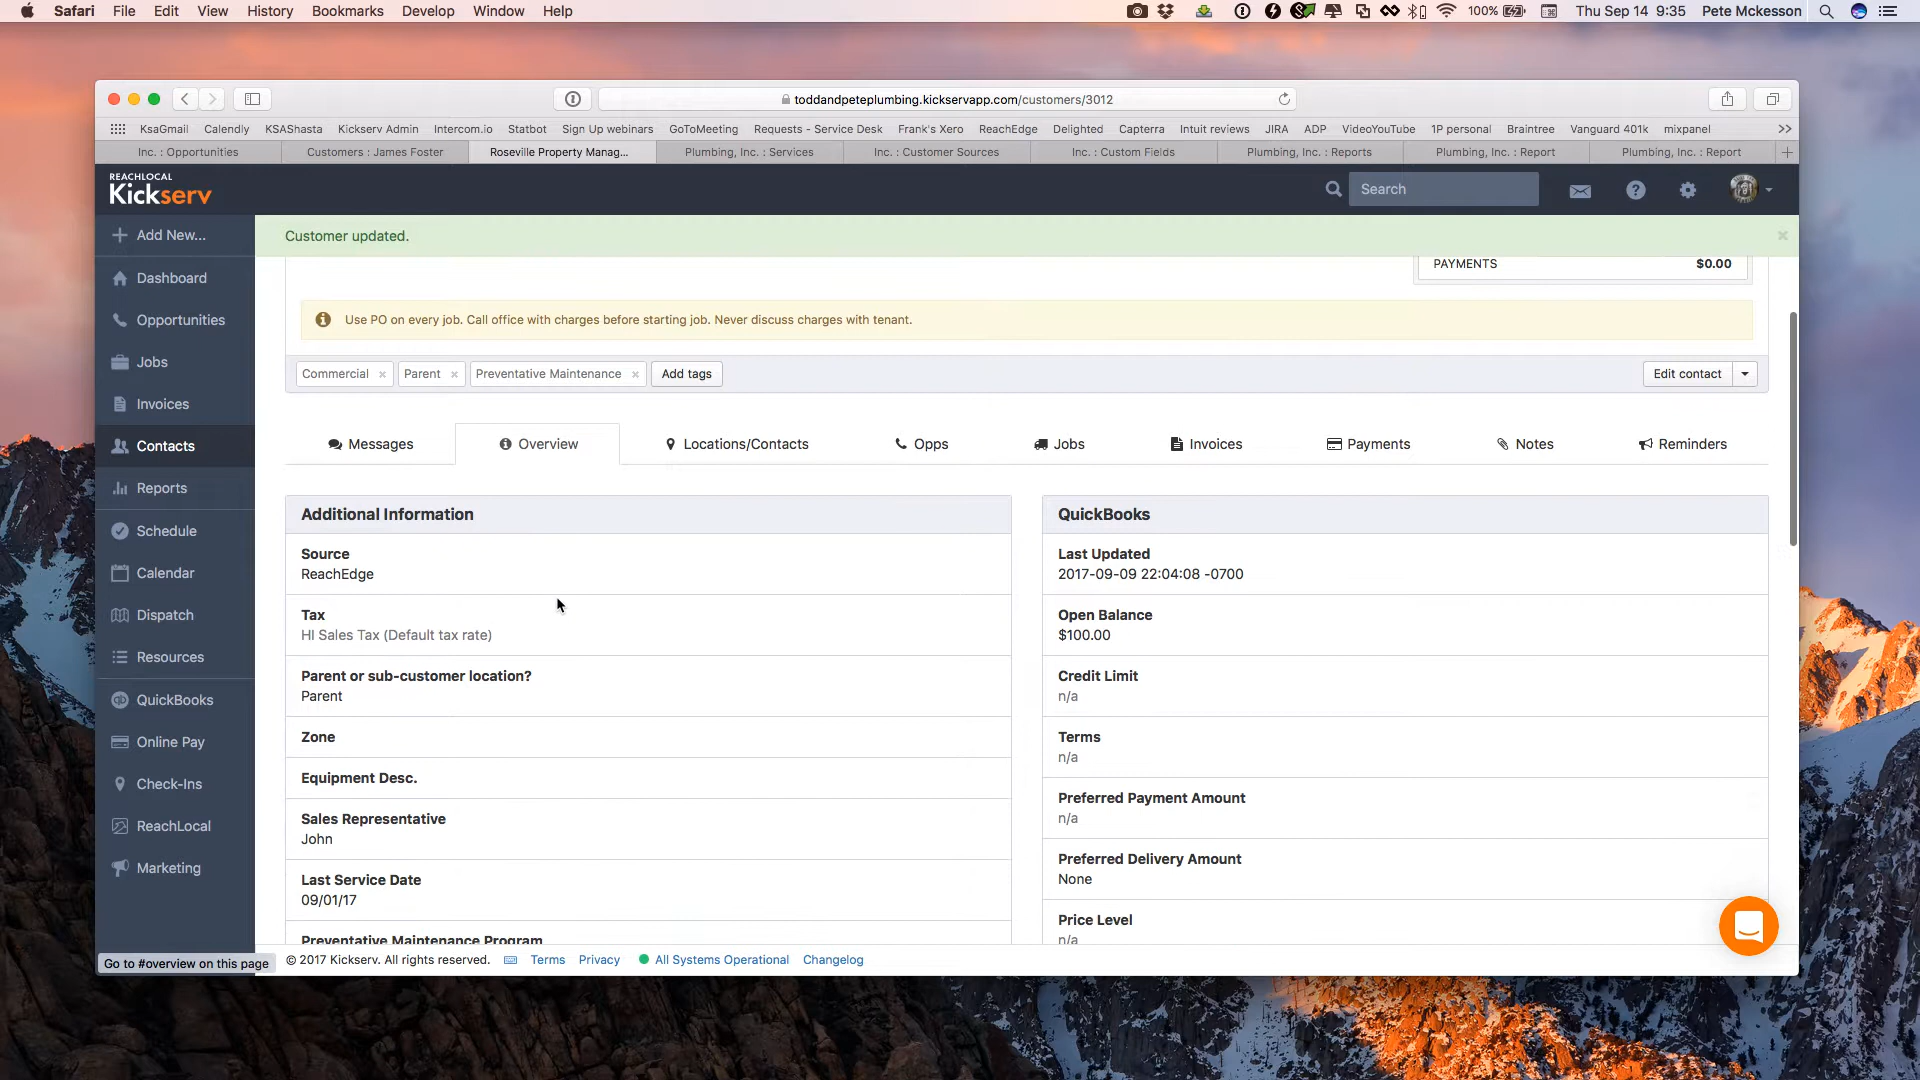 Safari File Edit View History Bookmarks Develop Window Help 100% Thu Sep 14 9:35 Pete Mckesson
toddandpeteplumbing.kickservapp.com/customers/3012
KsaGmail Calendly KSAShasta Kickserv Admin Intercom.io Statbot Sign Up webinars GoToMeeting Requests - Service Desk Frank's Xero ReachEdge Delighted Capterra Intuit reviews JIRA ADP VideoYouTube 1P personal Braintree Vanguard 401k mixpanel
Inc. : Opportunities Customers : James Foster Roseville Property Manag... Plumbing, Inc. : Services Inc. : Customer Sources Inc. : Custom Fields Plumbing, Inc. : Reports Plumbing, Inc. : Report Plumbing, Inc. : Report
REACHLOCAL
Kickserv
Search
Add New...
Dashboard
Opportunities
Jobs
Invoices
Contacts
Reports
Schedule
Calendar
Dispatch
Resources
QuickBooks
Online Pay
Check-Ins
ReachLocal
Marketing
Customer updated.
PAYMENTS $0.00
Use PO on every job. Call office with charges before starting job. Never discuss charges with tenant.
Commercial × Parent × Preventative Maintenance × Add tags Edit contact
Messages Overview Locations/Contacts Opps Jobs Invoices Payments Notes Reminders
Additional Information
Source
ReachEdge
Tax
HI Sales Tax (Default tax rate)
Parent or sub-customer location?
Parent
Zone
Equipment Desc.
Sales Representative
John
Last Service Date
09/01/17
Preventative Maintenance Program
QuickBooks
Last Updated
2017-09-09 22:04:08 -0700
Open Balance
$100.00
Credit Limit
n/a
Terms
n/a
Preferred Payment Amount
n/a
Preferred Delivery Amount
None
Price Level
n/a
Go to #overview on this page
© 2017 Kickserv. All rights reserved. Terms Privacy All Systems Operational Changelog